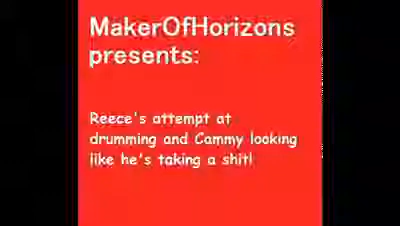 MakerOfHorizons
presents:
Reece's attempt at
drumming and Cammy looking
like he's taking a shit!